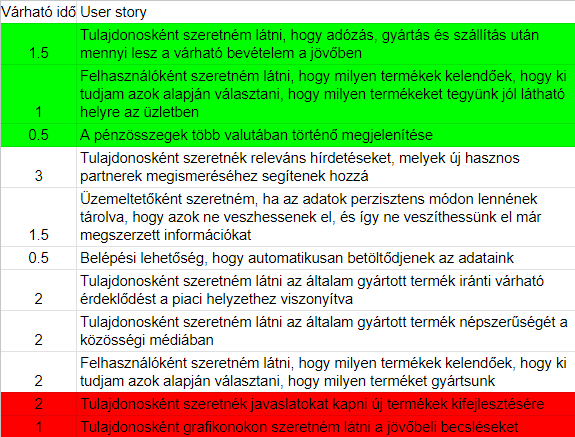 Várható idő User story
Tulajdonosként szeretném látni, hogy adózás, gyártás és szállítás után
1.5 mennyi lesz a várható bevételem a jövőben
Felhasználóként szeretném látni, hogy milyen termékek kelendőek, hogy ki
tudjam azok alapján választani, hogy milyen termékeket tegyünk jól látható
1 helyre az üzletben
0.5 A pénzösszegek több valutában történő megjelenítése
Tulajdonosként szeretnék releváns hírdetéseket, melyek új hasznos
3 partnerek megismeréséhez segítenek hozzá
Üzemeltetőként szeretném, ha az adatok perzisztens módon lennének
tárolva, hogy azok ne veszhessenek el, és így ne veszíthessünk el már
1.5 megszerzett információkat
0.5 Belépési lehetőség, hogy automatikusan betöltődjenek az adataink
Tulajdonosként szeretném látni az általam gyártott termék iránti várható
2 érdeklődést a piaci helyzethez viszonyítva
Tulajdonosként szeretném látni az általam gyártott termék népszerűségét a
2 közösségi médiában
Felhasználóként szeretném látni, hogy milyen termékek kelendőek, hogy ki
2 tudjam azok alapján választani, hogy milyen terméket gyártsunk
2 Tulajdonosként szeretnék javaslatokat kapni új termékek kifejlesztésére
1 Tulajdonosként grafikonokon szeretném látni a jövőbeli becsléseket